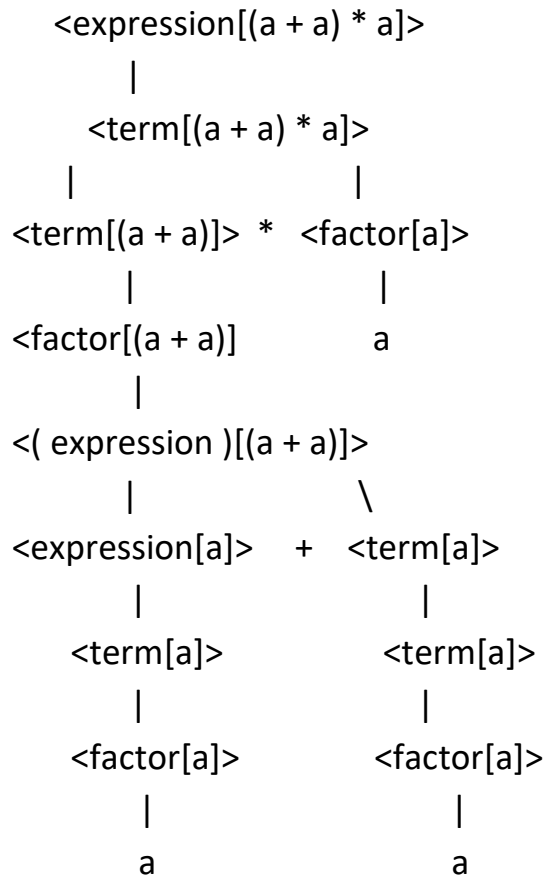 <expression[(a + a) * a]>
|
<term[(a + a) * a]>
| |
<term[(a + a)]> * <factor[a]>
| |
<factor[(a + a)] a
|
<( expression )[(a + a)]>
| \
<expression[a]> + <term[a]>
| |
<term[a]> <term[a]>
| |
<factor[a]> <factor[a]>
| |
a a